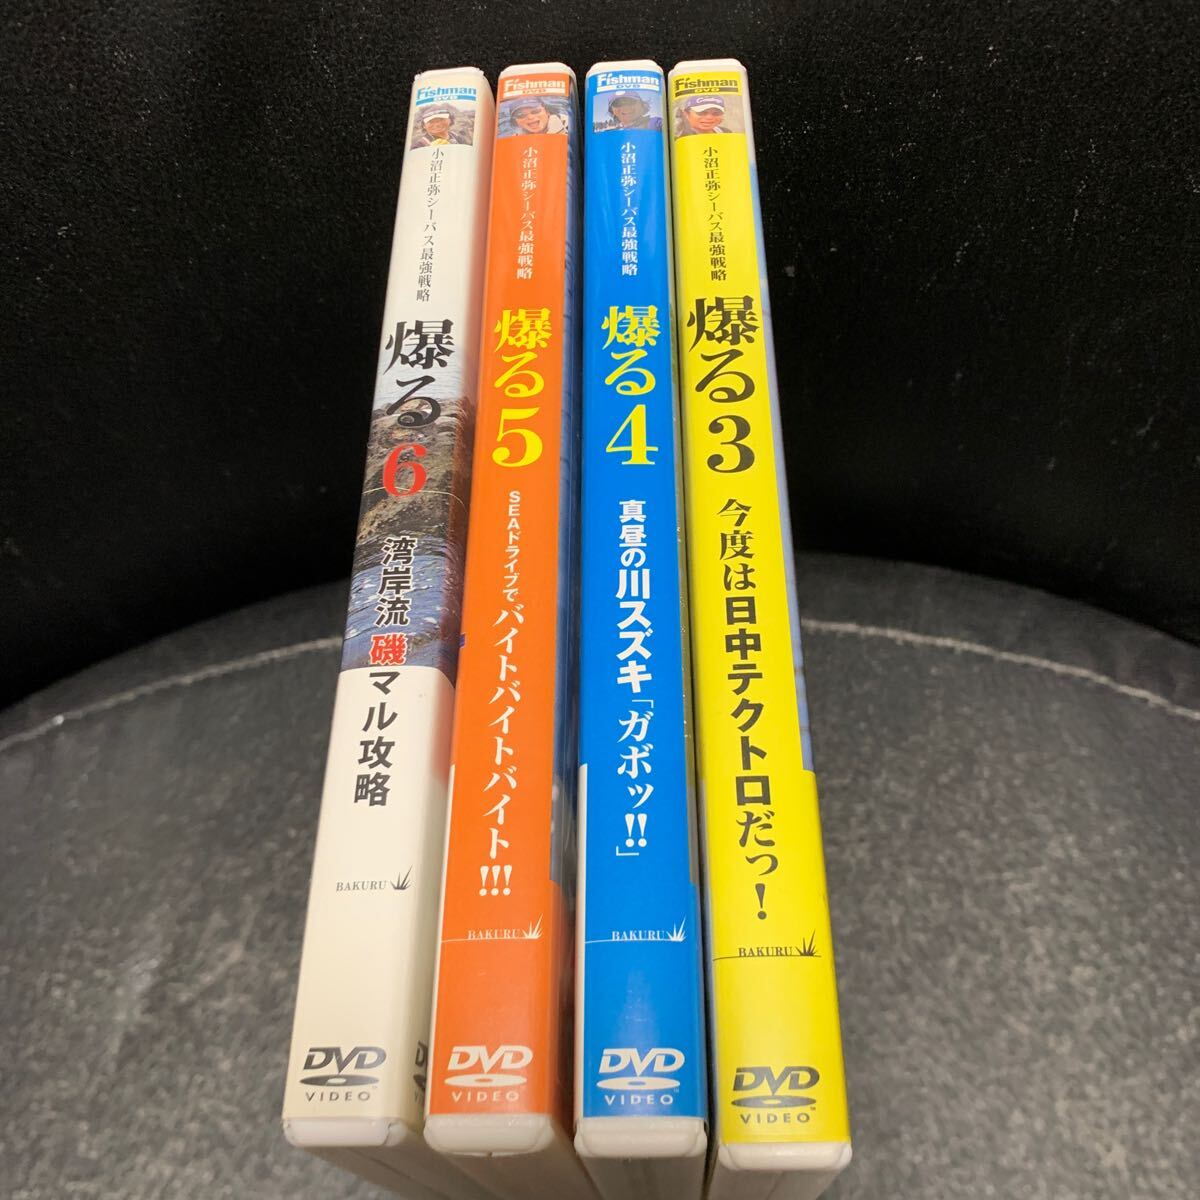 Fishman
DVD
小沼正弥シーバス最強戦略
爆る6
湾岸流磯マル攻略
BAKURU
DVD
VIDEO
Fishman
DVD
小沼正弥シーバス最強戦略
爆る5
SEAドライブでバイトバイトバイト!!!
BAKURU
DVD
VIDEO
Fishman
DVD
小沼正弥シーバス最強戦略
爆る4
真昼の川スズキ「ガボッ!!」
BAKURU
DVD
VIDEO
Fishman
DVD
小沼正弥シーバス最強戦略
爆る3
今度は日中テクトロだっ!
BAKURU
DVD
VIDEO